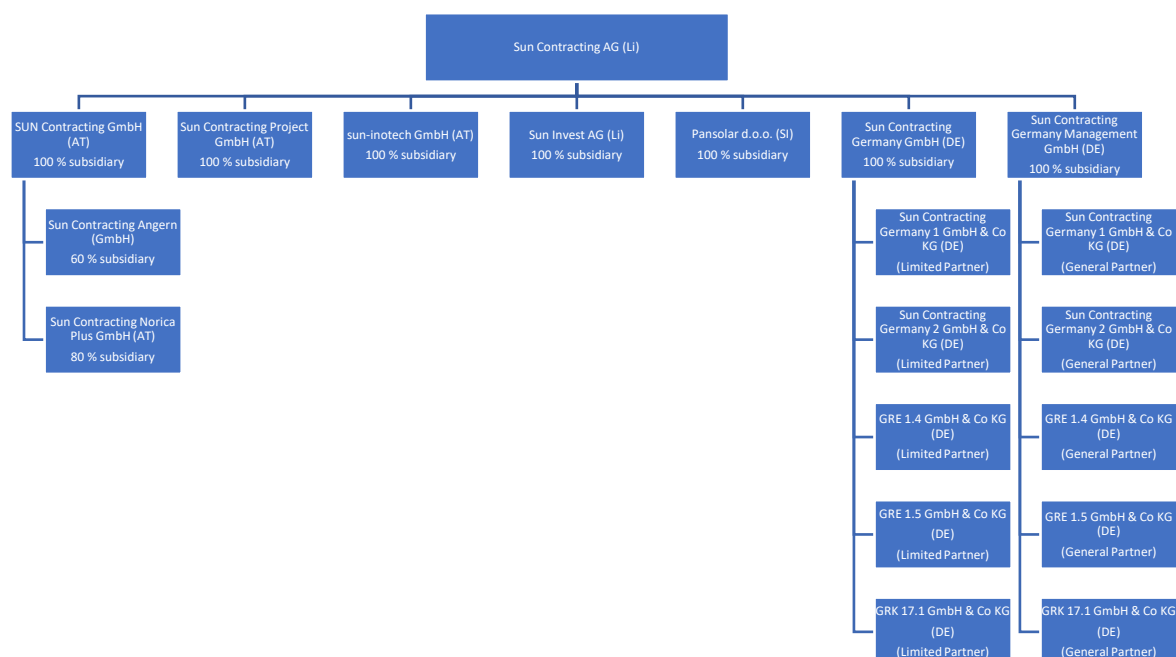 Sun Contracting AG (Li)
SUN Contracting GmbH
(AT)
100 % subsidiary
Sun Contracting Project
GmbH (AT)
100 % subsidiary
sun-inotech GmbH (AT)
100 % subsidiary
Sun Invest AG (Li)
100 % subsidiary
Pansolar d.o.o. (SI)
100 % subsidiary
Sun Contracting
Germany GmbH (DE)
100 % subsidiary
Sun Contracting
Germany Management
GmbH (DE)
100 % subsidiary
Sun Contracting Angern
(GmbH)
60 % subsidiary
Sun Contracting Norica
Plus GmbH (AT)
80 % subsidiary
Sun Contracting
Germany 1 GmbH & Co
KG (DE)
(Limited Partner)
Sun Contracting
Germany 2 GmbH & Co
KG (DE)
(Limited Partner)
GRE 1.4 GmbH & Co KG
(DE)
(Limited Partner)
GRE 1.5 GmbH & Co KG
(DE)
(Limited Partner)
GRK 17.1 GmbH & Co KG
(DE)
(Limited Partner)
Sun Contracting
Germany 1 GmbH & Co
KG (DE)
(General Partner)
Sun Contracting
Germany 2 GmbH & Co
KG (DE)
(General Partner)
GRE 1.4 GmbH & Co KG
(DE)
(General Partner)
GRE 1.5 GmbH & Co KG
(DE)
(General Partner)
GRK 17.1 GmbH & Co KG
(DE)
(General Partner)